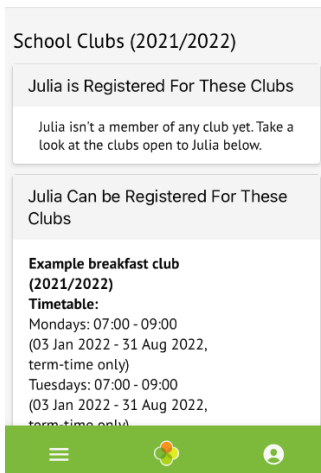 School Clubs (2021/2022)
Julia is Registered For These Clubs
Julia isn't a member of any club yet. Take a
look at the clubs open to Julia below.
Julia Can be Registered For These
Clubs
Example breakfast club
(2021/2022)
Timetable:
Mondays: 07:00 - 09:00
(03 Jan 2022 - 31 Aug 2022,
term-time only)
Tuesdays: 07:00 - 09:00
(03 Jan 2022 - 31 Aug 2022,
term-time only)